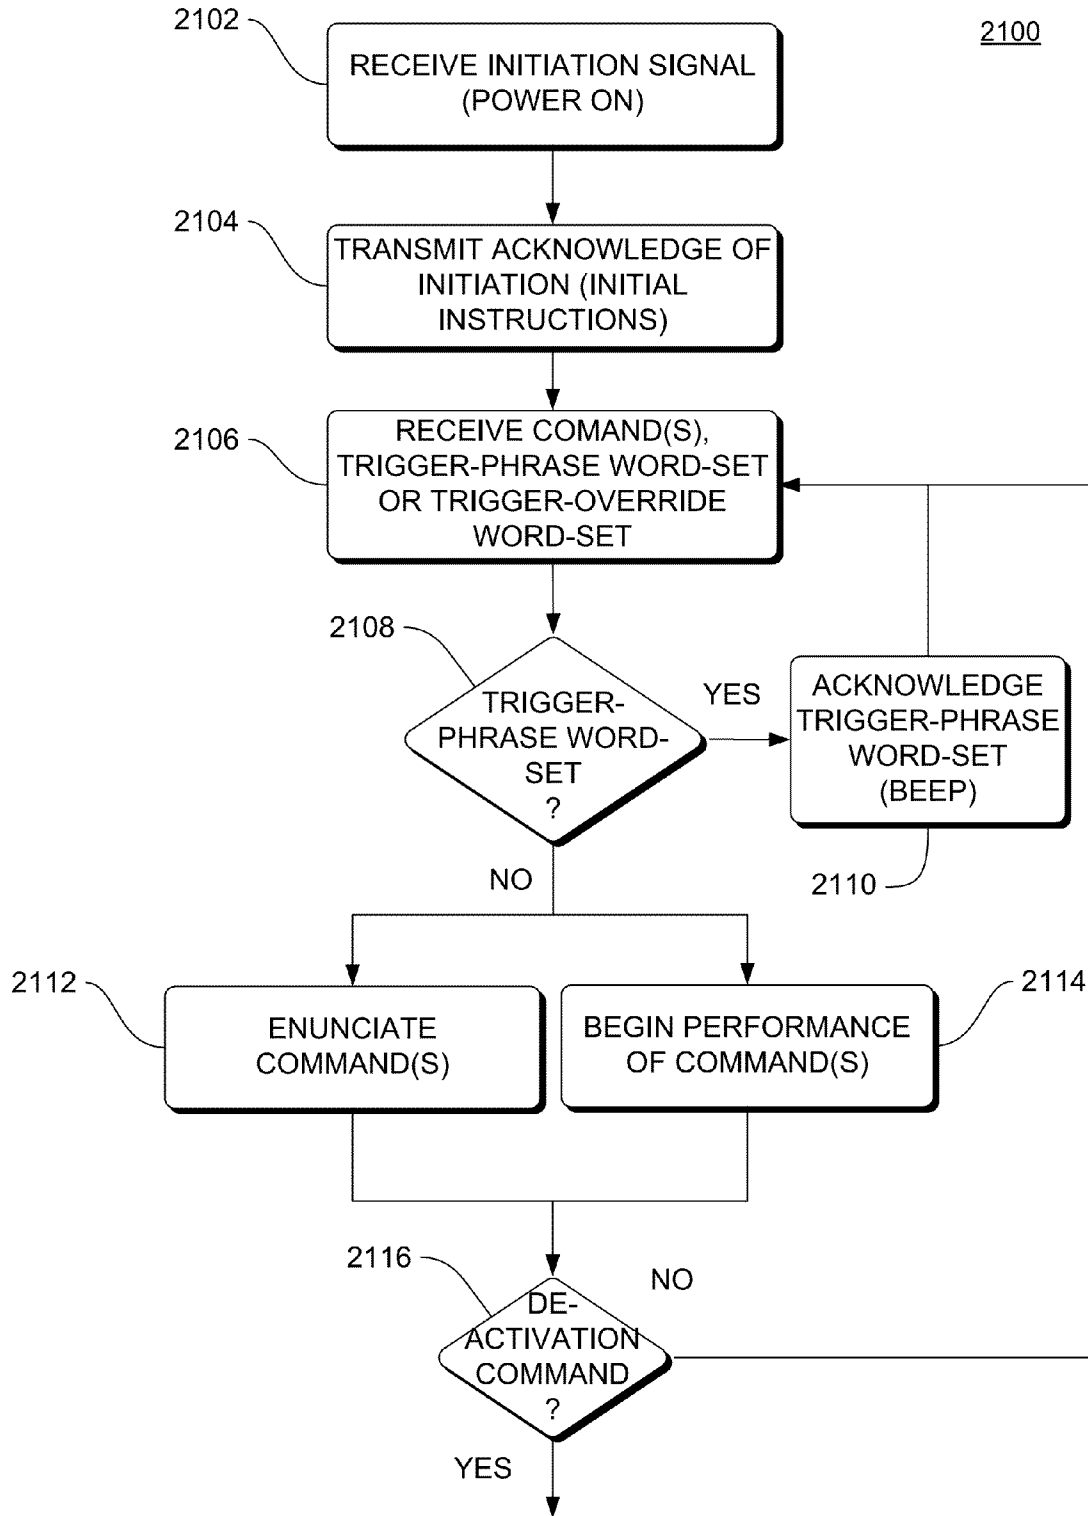 2102
2100
RECEIVE INITIATION SIGNAL
(POWER ON)
2104
TRANSMIT ACKNOWLEDGE OF
INITIATION (INITIAL
INSTRUCTIONS)
2106
RECEIVE COMAND(S),
TRIGGER-PHRASE WORD-SET
OR TRIGGER-OVERRIDE
WORD-SET
2108
TRIGGER-
PHRASE WORD-
SET
?
YES
ACKNOWLEDGE
TRIGGER-PHRASE
WORD-SET
(BEEP)
2110
NO
2112
ENUNCIATE
COMMAND(S)
2114
BEGIN PERFORMANCE
OF COMMAND(S)
2116
DE-
ACTIVATION
COMMAND
?
NO
YES